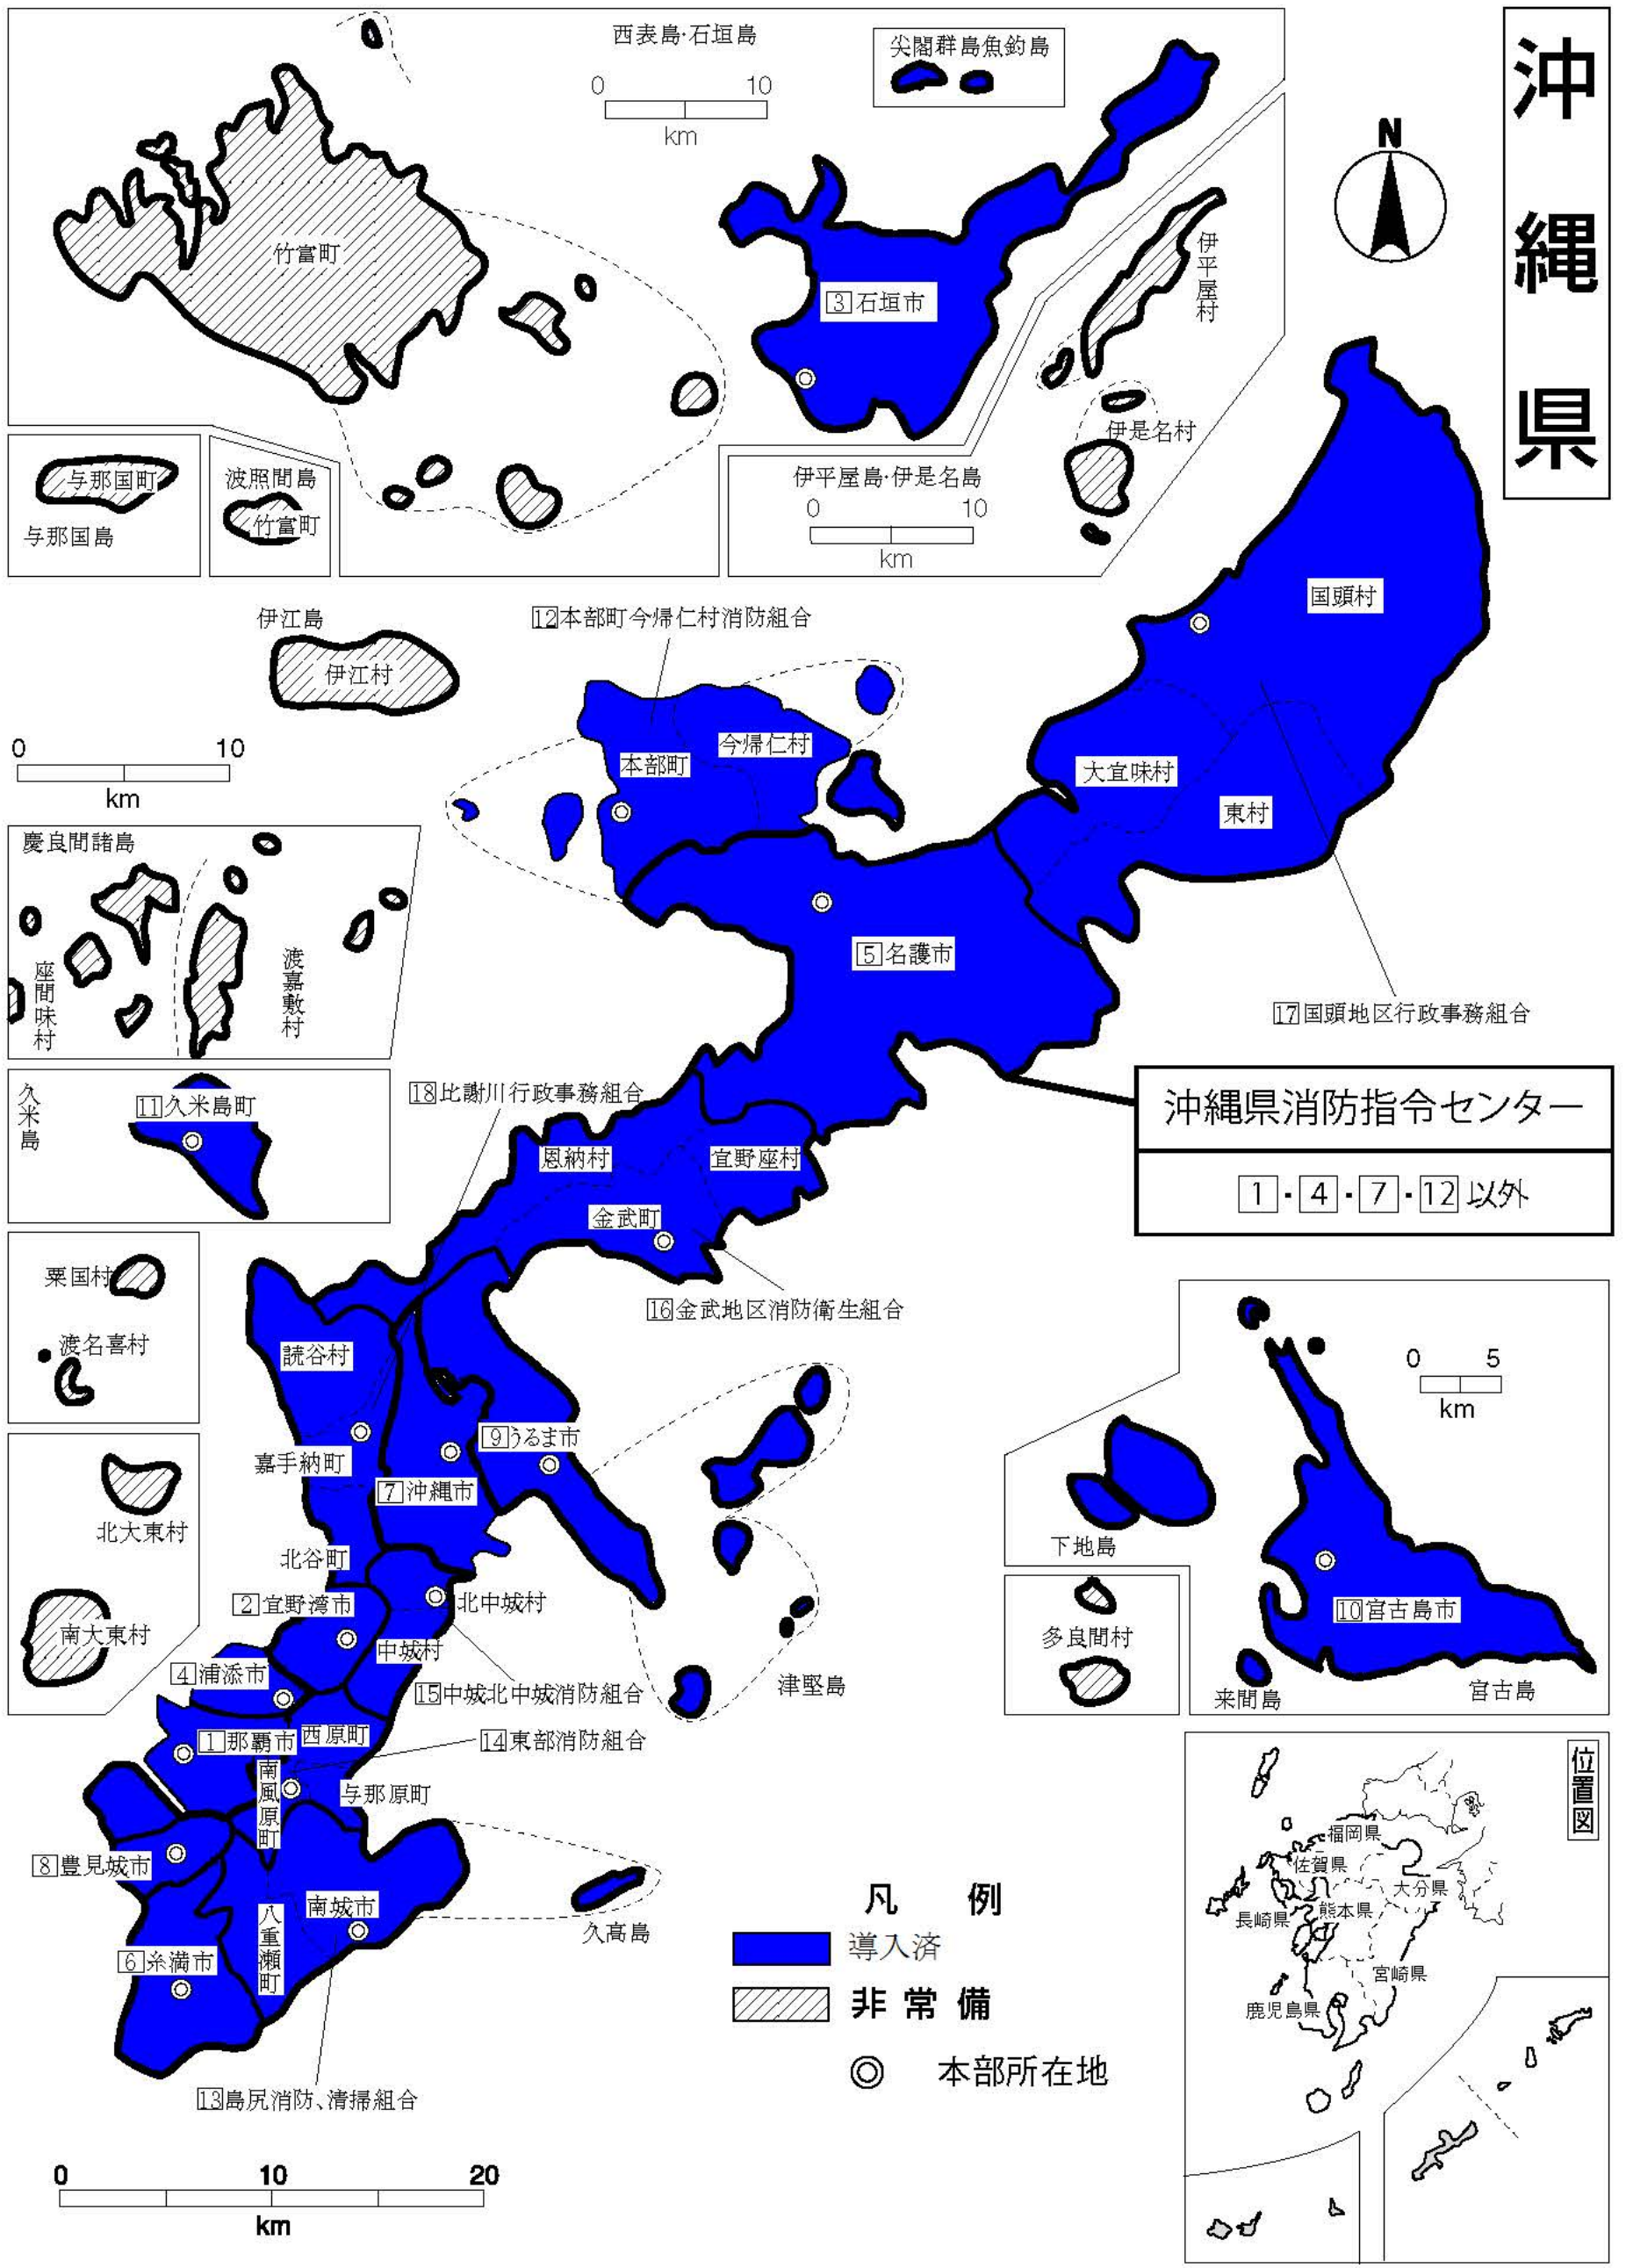 沖縄県
西表島・石垣島
0 10
km
尖閣群島魚釣島
N
竹富町
3石垣市
伊平屋村
伊是名村
伊平屋島・伊是名島
0 10
km
与那国町
与那国島
波照間島
竹富町
国頭村
伊江島
伊江村
12本部町今帰仁村消防組合
今帰仁村
本部町
大宜味村
東村
0 10
km
慶良間諸島
座間味村
渡嘉敷村
5名護市
17国頭地区行政事務組合
沖縄県消防指令センター
1・4・7・12以外
久米島
11久米島町
18比謝川行政事務組合
恩納村
宜野座村
金武町
16金武地区消防衛生組合
粟国村
渡名喜村
読谷村
嘉手納町
9うるま市
7沖縄市
0 5
km
下地島
北大東村
南大東村
北谷町
2宜野湾市
北中城村
中城村
4浦添市
15中城北中城消防組合
津堅島
多良間村
10宮古島市
来間島
宮古島
1那覇市
西原町
14東部消防組合
南風原町
与那原町
8豊見城市
南城市
八重瀬町
久高島
6糸満市
13島尻消防、清掃組合
凡例
導入済
非常備
本部所在地
位置図
福岡県
佐賀県
大分県
長崎県
熊本県
宮崎県
鹿児島県
0 10 20
km